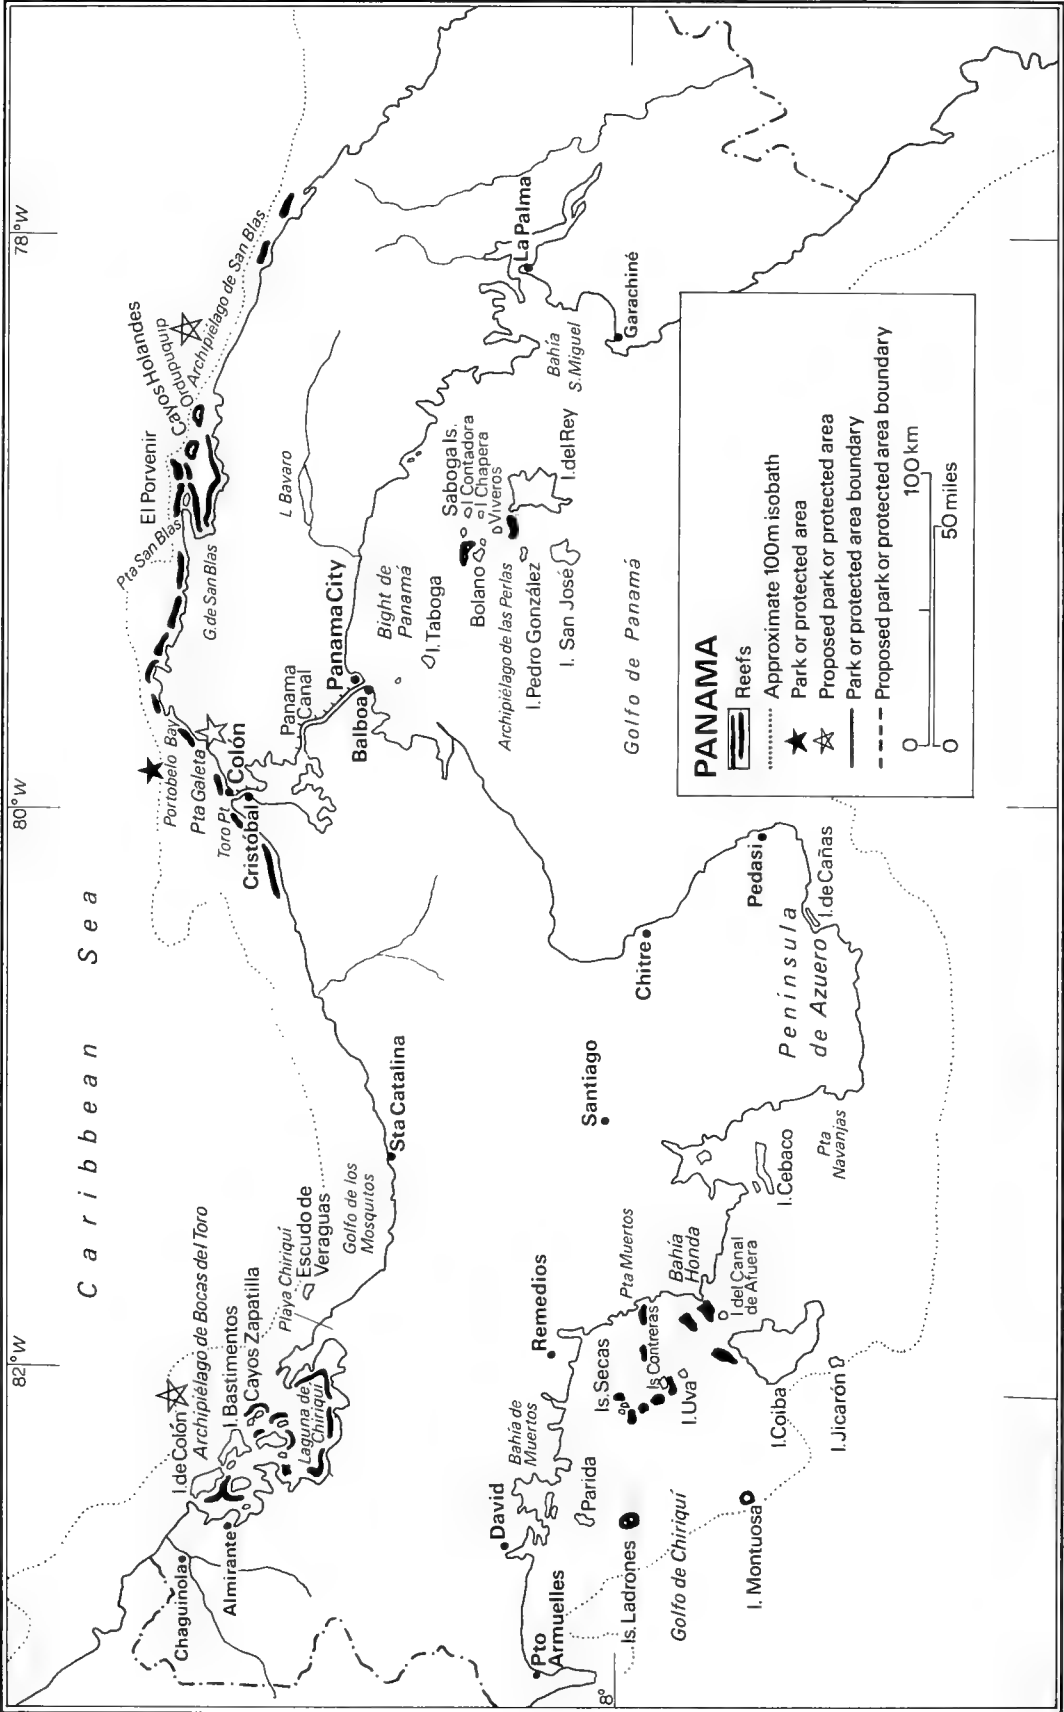 82°W
80°W
78°W
Caribbean Sea
El Porvenir
Cayos Holandes
Ordupuquip
Archipiélago de San Blas
Pta San Blas
G. de San Blas
Portobelo Bay
Pta Galeta
Toro Pt
Colón
Cristóbal
Panama
Canal
Panama City
Balboa
L Bavaro
Bight de
Panamá
I. Taboga
Saboga Is.
I Contadora
I Chapera
Viveros
Bolano
Archipiélago de las Perlas
I. Pedro González
I. San José
I. del Rey
Golfo de Panamá
La Palma
Bahía
S. Miguel
Garachiné
I. de Colón
Archipiélago de Bocas del Toro
I. Bastimentos
Cayos Zapatilla
Playa Chiriquí
Laguna de
Chiriquí
Escudo de
Veraguas
Golfo de los
Mosquitos
Sta Catalina
Chaguinola
Almirante
David
Pto
Armuelles
Bahía de
Muertos
Parida
Remedios
Is. Secas
Is Contreras
Pta Muertos
Bahía
Honda
I. Uva
I del Canal
de Afuera
I. Coiba
I. Jicarón
I. Cebaco
Pta
Navanjas
Is. Ladrones
Golfo de Chiriquí
I. Montuosa
8°
Santiago
Chitre
Pedasi
Península
de Azuero
I. de Cañas
PANAMA
Reefs
Approximate 100m isobath
Park or protected area
Proposed park or protected area
Park or protected area boundary
Proposed park or protected area boundary
0 100 km
0 50 miles